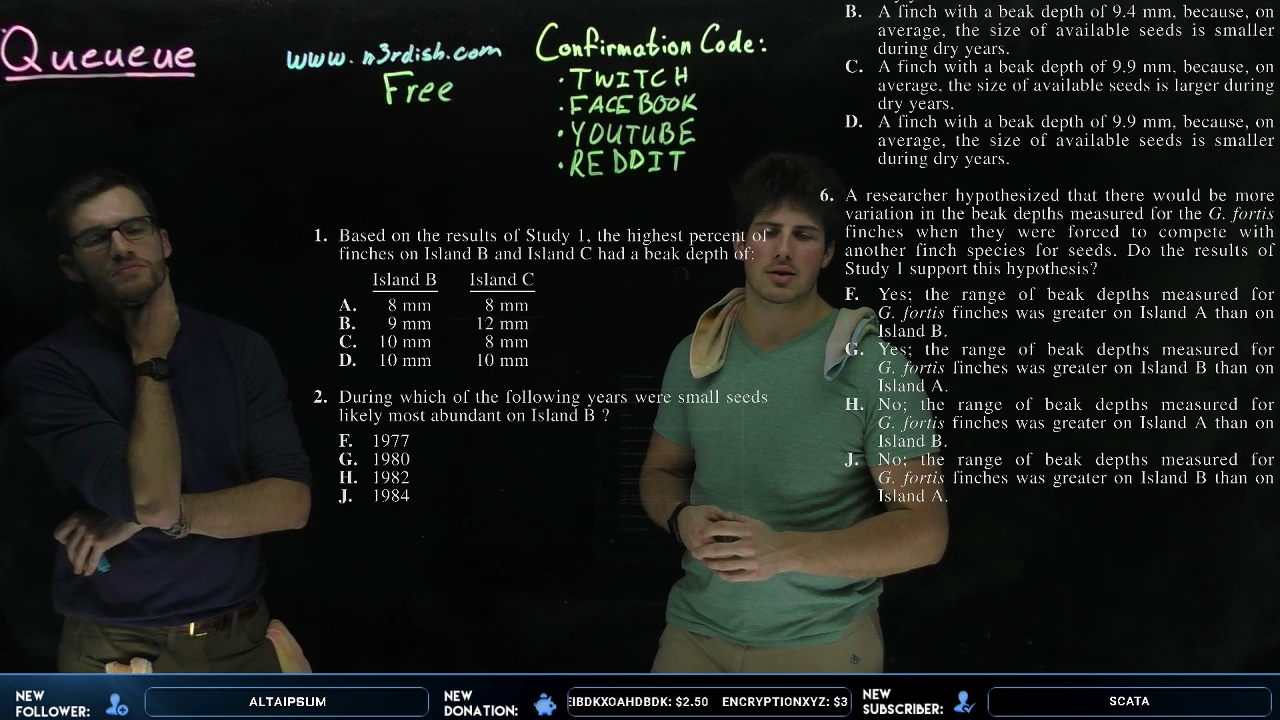 Queueue
www.n3rdish.com
Free
Confirmation Code:
· TWITCH
· FACEBOOK
· YOUTUBE
· REDDIT
1. Based on the results of Study 1, the highest percent of
finches on Island B and Island C had a beak depth of:
Island B Island C
A. 8 mm 8 mm
B. 9 mm 12 mm
C. 10 mm 8 mm
D. 10 mm 10 mm
2. During which of the following years were small seeds
likely most abundant on Island B ?
F. 1977
G. 1980
H. 1982
J. 1984
B. A finch with a beak depth of 9.4 mm, because, on
average, the size of available seeds is smaller
during dry years.
C. A finch with a beak depth of 9.9 mm, because, on
average, the size of available seeds is larger during
dry years.
D. A finch with a beak depth of 9.9 mm, because, on
average, the size of available seeds is smaller
during dry years.
6. A researcher hypothesized that there would be more
variation in the beak depths measured for the G. fortis
finches when they were forced to compete with
another finch species for seeds. Do the results of
Study 1 support this hypothesis?
F. Yes; the range of beak depths measured for
G. fortis finches was greater on Island A than on
Island B.
G. Yes; the range of beak depths measured for
G. fortis finches was greater on Island B than on
Island A.
H. No; the range of beak depths measured for
G. fortis finches was greater on Island A than on
Island B.
J. No; the range of beak depths measured for
G. fortis finches was greater on Island B than on
Island A.
NEW
FOLLOWER:
ALTAIPSUM
NEW
DONATION:
IBDKXOAHDBDK: $2.50 ENCRYPTIONXYZ: $3
NEW
SUBSCRIBER:
SCATA